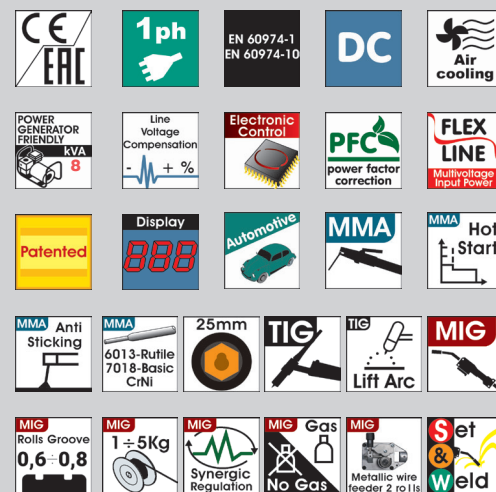 CE
EAC
1ph
EN 60974-1
EN 60974-10
DC
Air
cooling
POWER
GENERATOR
FRIENDLY
kVA
8
Line
Voltage
Compensation
- + %
Electronic
Control
PFC
power factor
correction
FLEX
LINE
Multivoltage
Input Power
Patented
Display
888
Automotive
MMA
MMA
Hot
Start
MMA Anti
Sticking
MMA
6013-Rutile
7018-Basic
CrNi
25mm
TIG
TIG
Lift Arc
MIG
MIG
Rolls Groove
0,6÷0,8
MIG
1÷5Kg
MIG
Synergic
Regulation
MIG Gas
No Gas
MIG
Metallic wire
feeder 2 rolls
Set
&
Weld